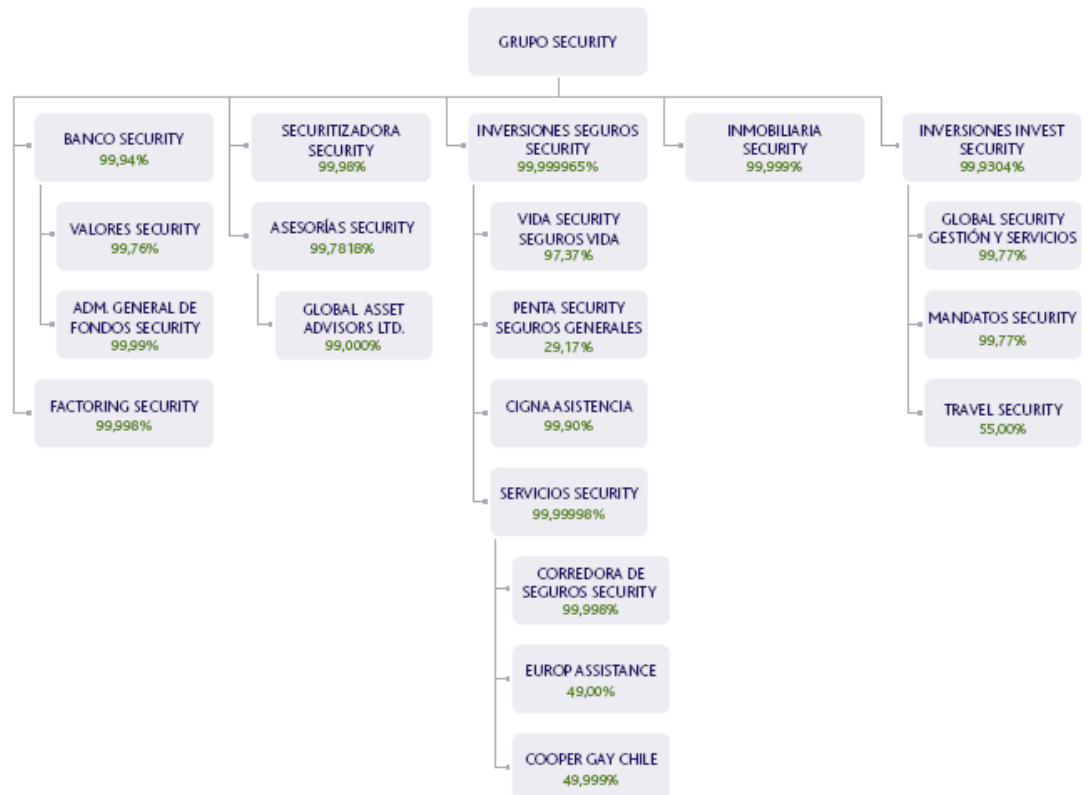 GRUPO SECURITY
BANCO SECURITY
99,94%
VALORES SECURITY
99,76%
ADM. GENERAL DE
FONDOS SECURITY
99,99%
FACTORING SECURITY
99,998%
SECURITIZADORA
SECURITY
99,98%
ASESORÍAS SECURITY
99,7818%
GLOBAL ASSET
ADVISORS LTD.
99,000%
INVERSIONES SEGUROS
SECURITY
99,999965%
VIDA SECURITY
SEGUROS VIDA
97,37%
PENTA SECURITY
SEGUROS GENERALES
29,17%
CIGNA ASISTENCIA
99,90%
SERVICIOS SECURITY
99,99998%
CORREDORA DE
SEGUROS SECURITY
99,998%
EUROP ASSISTANCE
49,00%
COOPER GAY CHILE
49,999%
INMOBILIARIA
SECURITY
99,999%
INVERSIONES INVEST
SECURITY
99,9304%
GLOBAL SECURITY
GESTIÓN Y SERVICIOS
99,77%
MANDATOS SECURITY
99,77%
TRAVEL SECURITY
55,00%